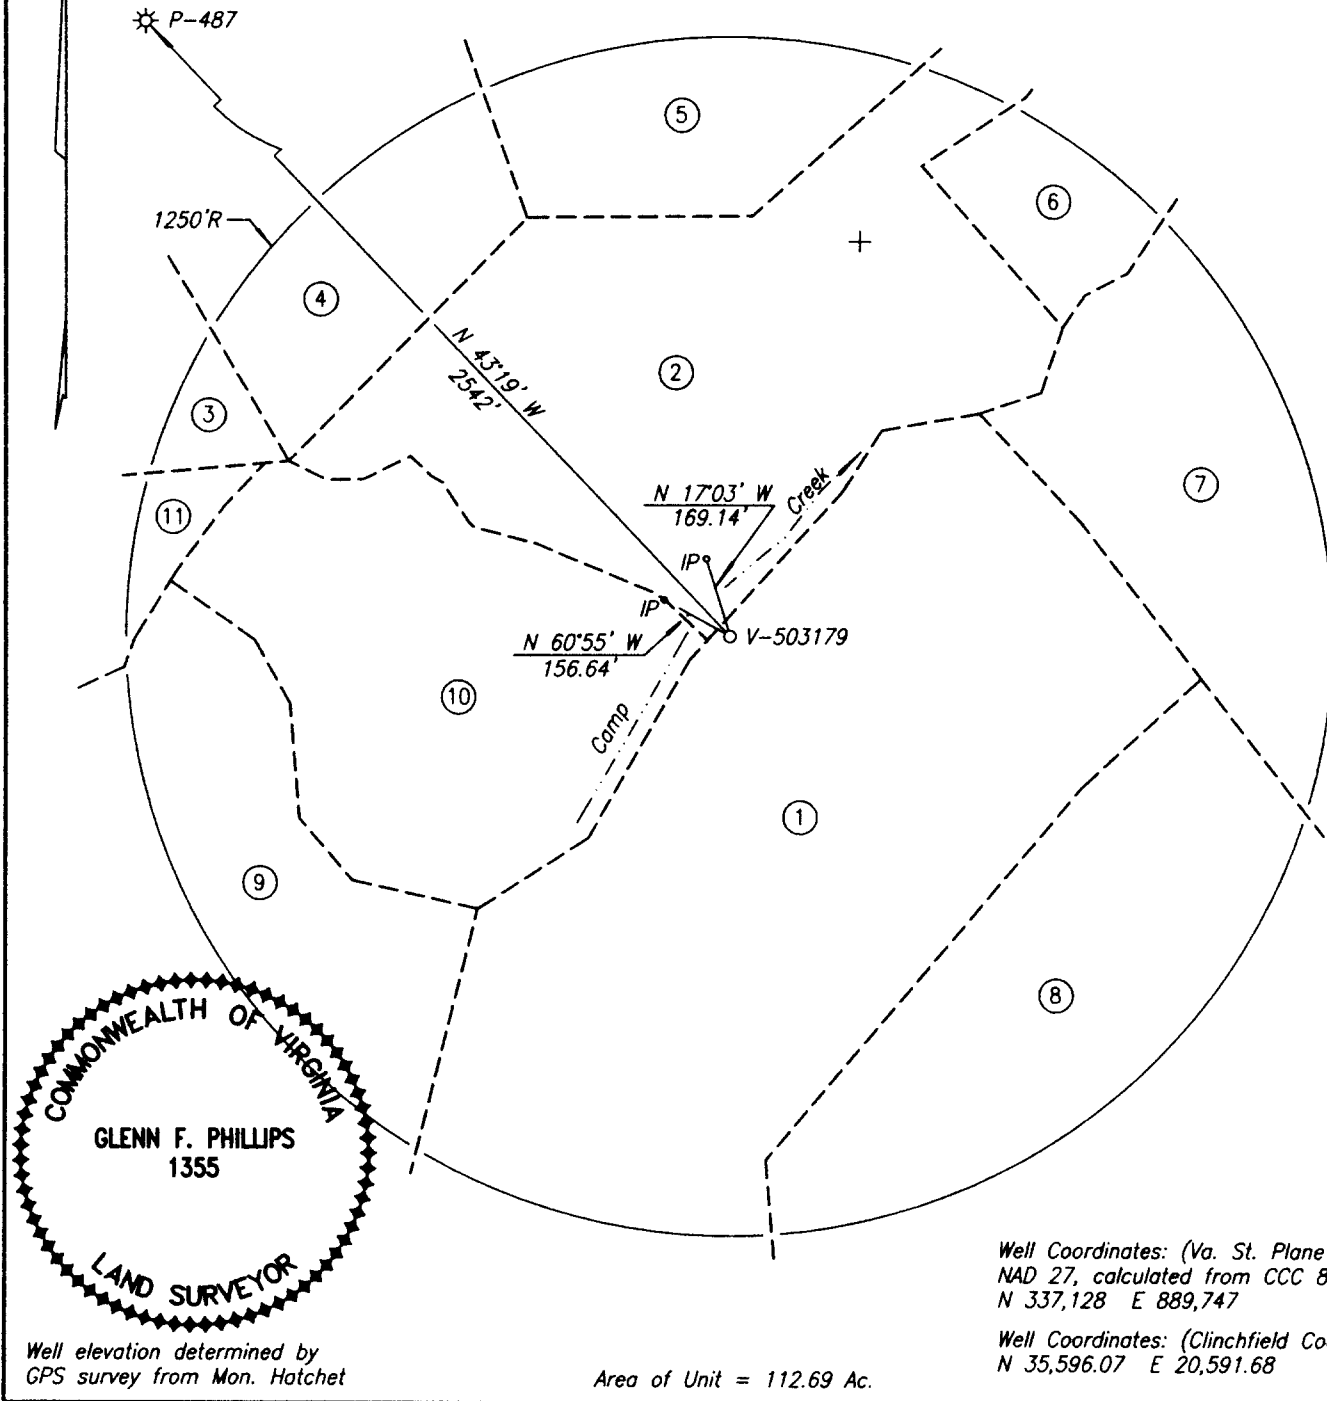 P-487
5
6
1250'R
4
N 43°19' W
2542'
2
3
7
Creek
N 17°03' W
169.14'
11
IP
IP
V-503179
N 60°55' W
156.64'
10
Camp
1
9
8
COMMONWEALTH OF VIRGINIA
GLENN F. PHILLIPS
1355
LAND SURVEYOR
Well Coordinates: (Va. St. Plane
NAD 27, calculated from CCC 8
N 337,128 E 889,747
Well Coordinates: (Clinchfield Co
N 35,596.07 E 20,591.68
Well elevation determined by
GPS survey from Mon. Hatchet
Area of Unit = 112.69 Ac.